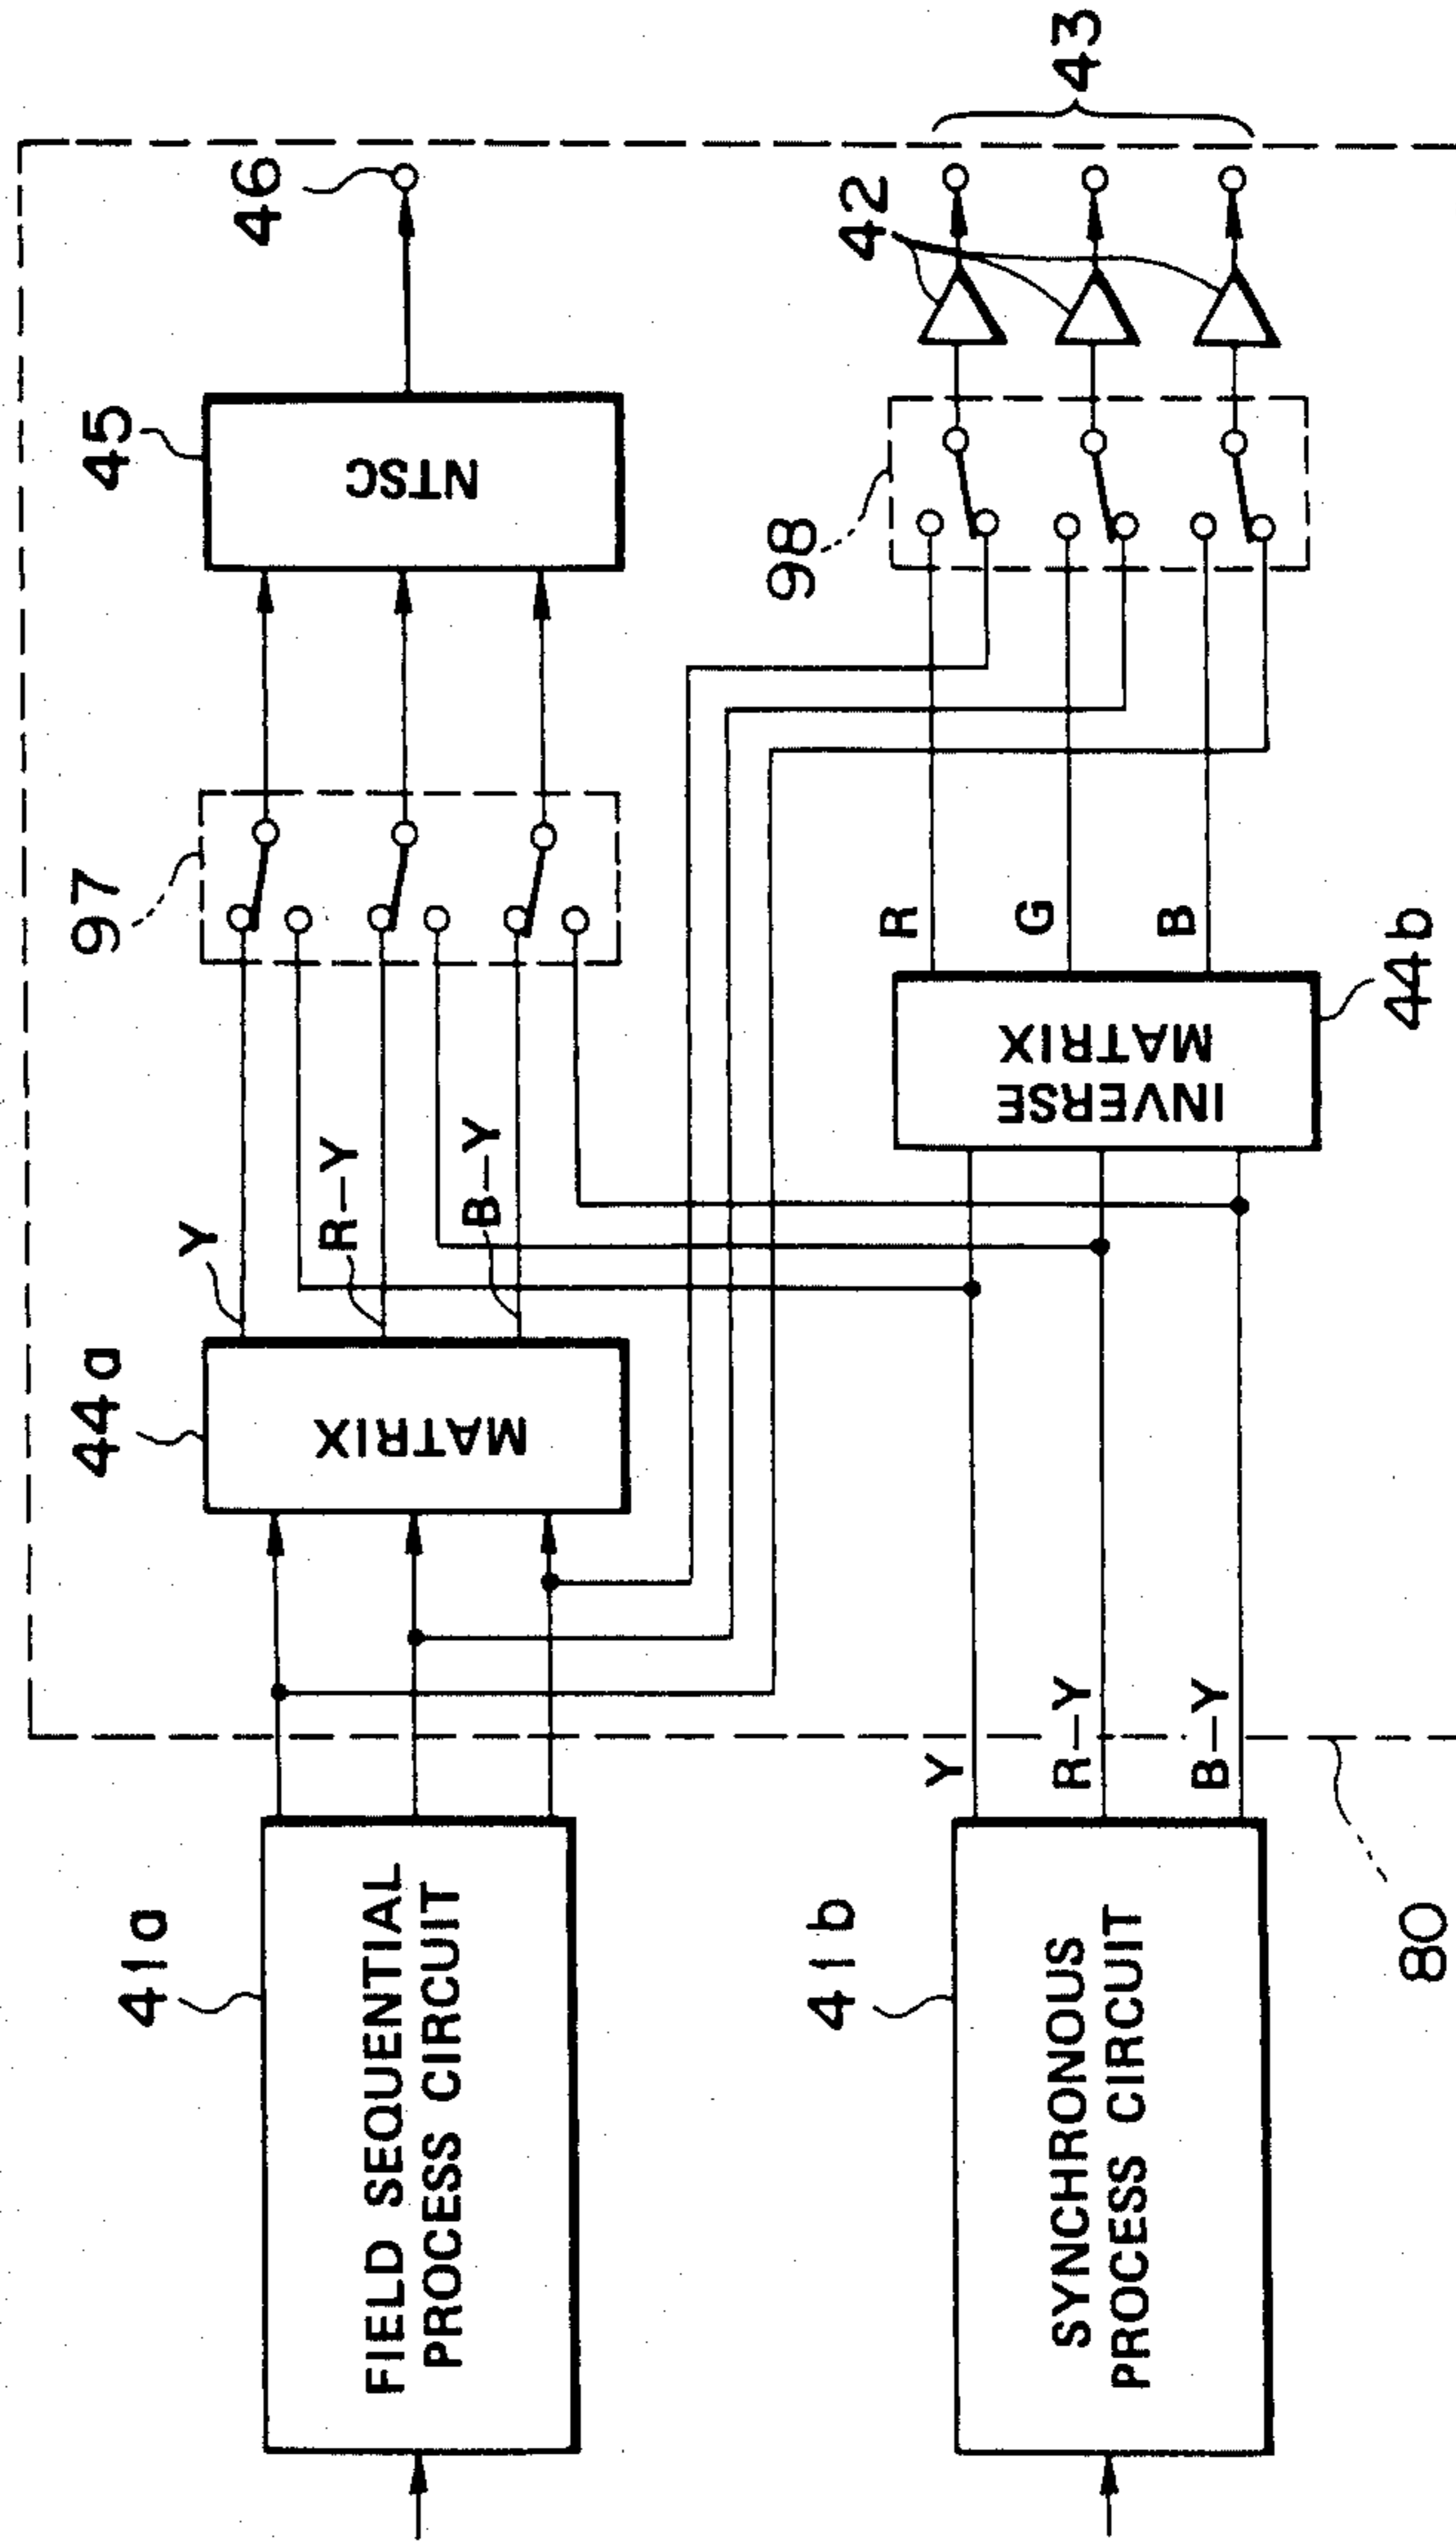 41a
FIELD SEQUENTIAL
PROCESS CIRCUIT
44a
MATRIX
Y
R-Y
B-Y
97
45
NTSC
46
41b
SYNCHRONOUS
PROCESS CIRCUIT
Y
R-Y
B-Y
80
INVERSE
MATRIX
44b
R
G
B
98
42
43